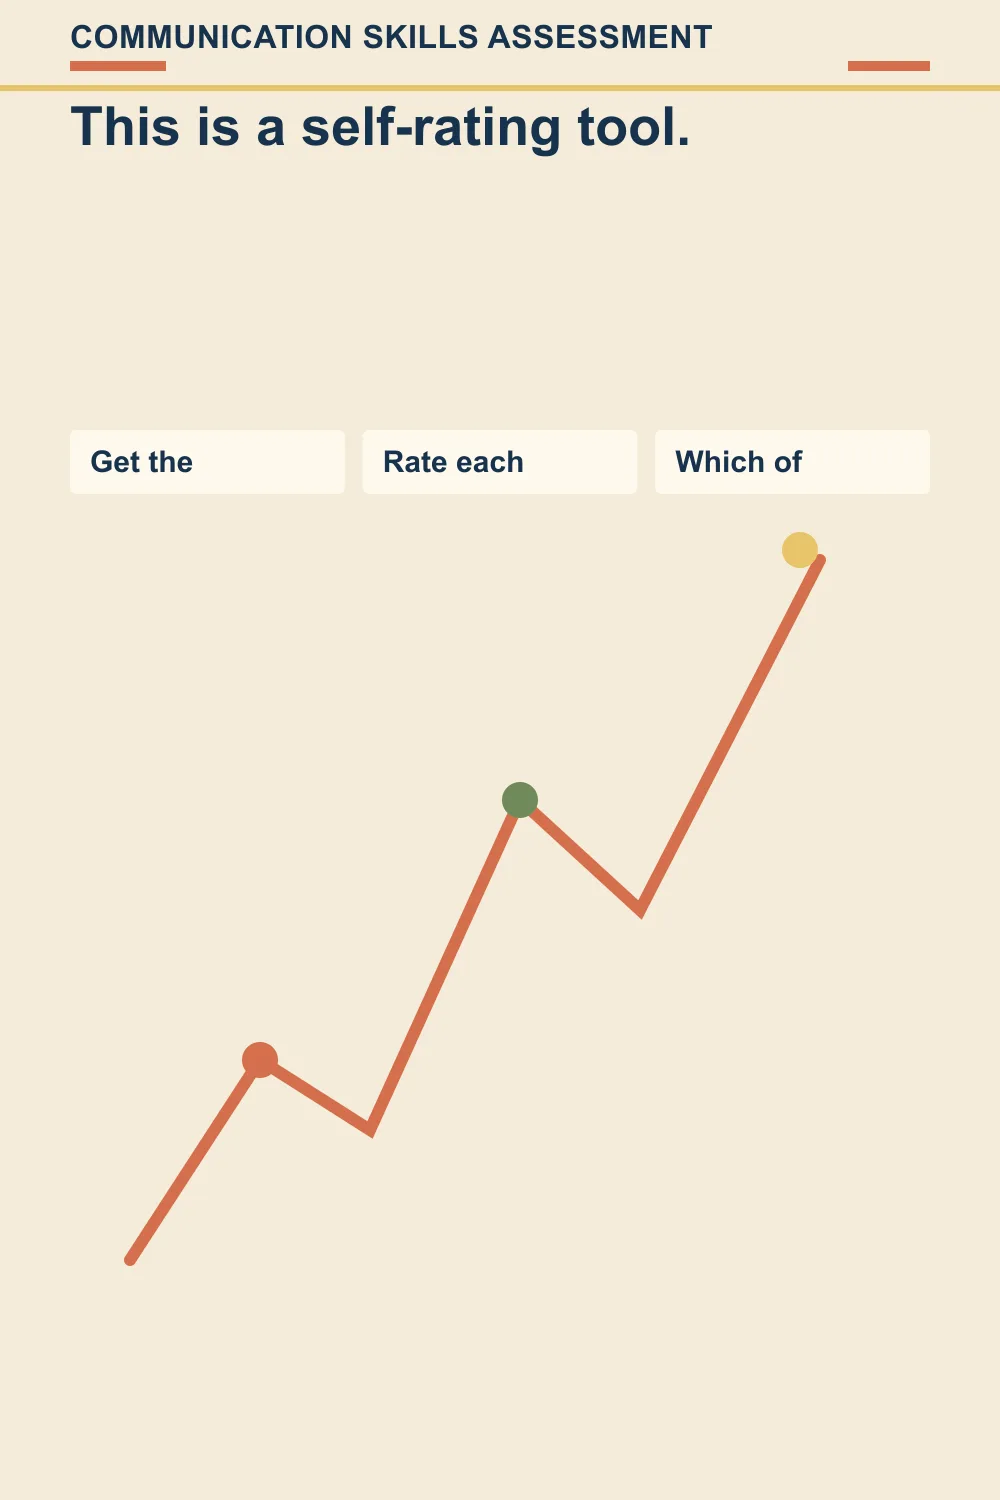 COMMUNICATION SKILLS ASSESSMENT
This is a self-rating tool.
Get the
Rate each
Which of